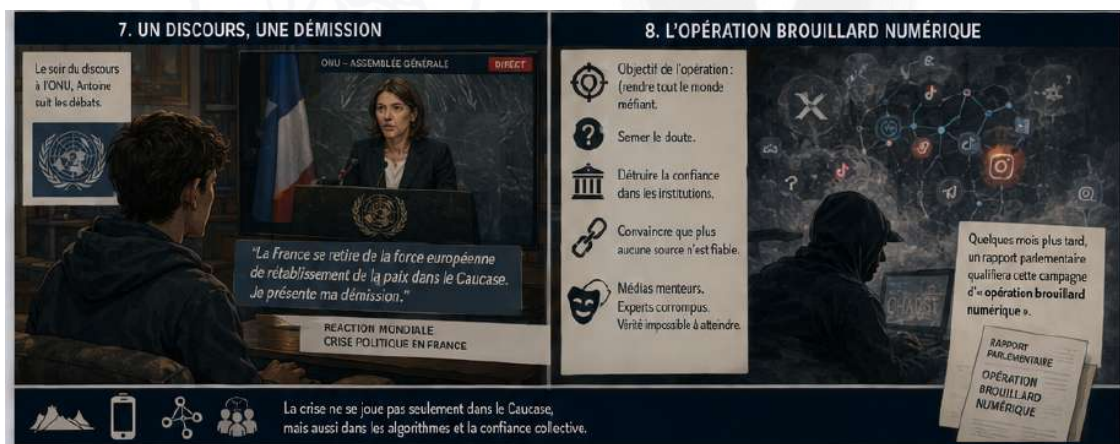 7. UN DISCOURS, UNE DÉMISSION
Le soir du discours
à l'ONU, Antoine
suit les débats.
ONU – ASSEMBLÉE GÉNÉRALE
DIRECT
"La France se retire de la force européenne
de rétablissement de la paix dans le Caucase.
Je présente ma démission."
RÉACTION MONDIALE
CRISE POLITIQUE EN FRANCE
8. L'OPÉRATION BROUILLARD NUMÉRIQUE
Objectif de l'opération :
(rendre tout le monde
méfiant.
Semer le doute.
Détruire la confiance
dans les institutions.
Convaincre que plus
aucune source n'est fiable.
Médias menteurs.
Experts corrompus.
Vérité impossible à atteindre.
Quelques mois plus tard,
un rapport parlementaire
qualifiera cette campagne
d'« opération brouillard
numérique ».
RAPPORT
PARLEMENTAIRE
OPÉRATION
BROUILLARD
NUMÉRIQUE
La crise ne se joue pas seulement dans le Caucase,
mais aussi dans les algorithmes et la confiance collective.